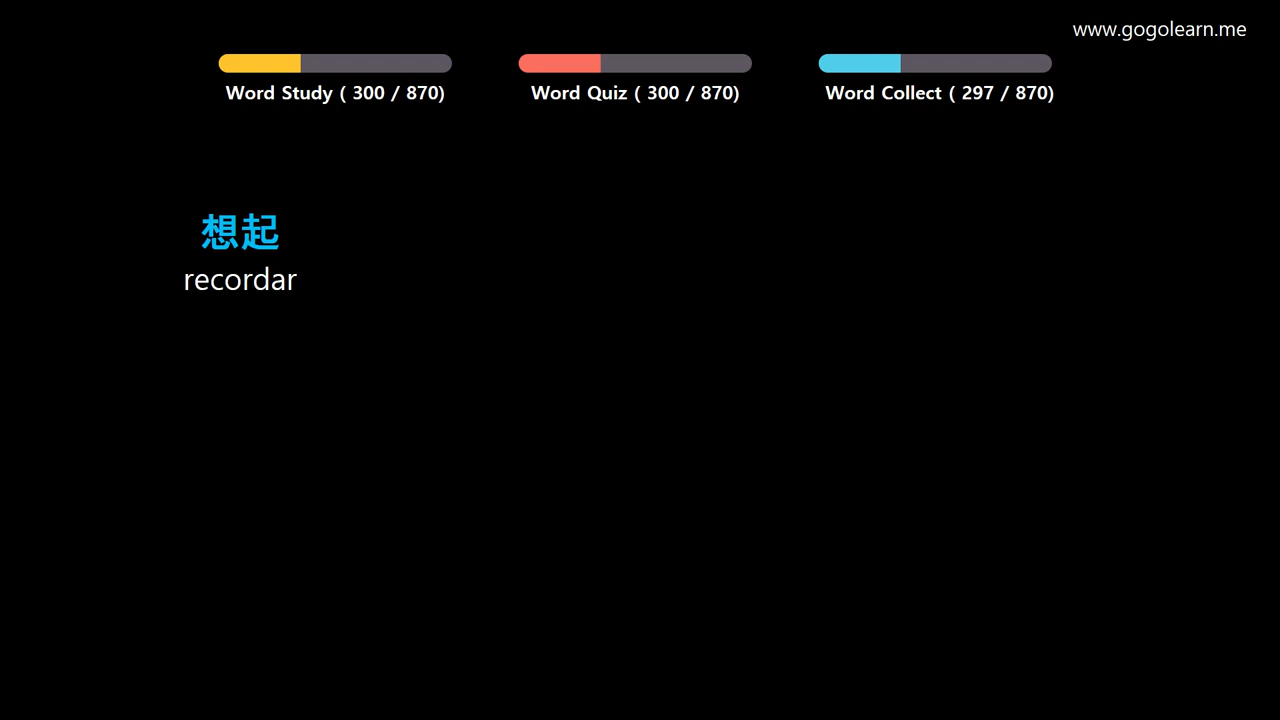 www.gogolearn.me
Word Study ( 300 / 870)
Word Quiz ( 300 / 870)
Word Collect ( 297 / 870)
想起
recordar